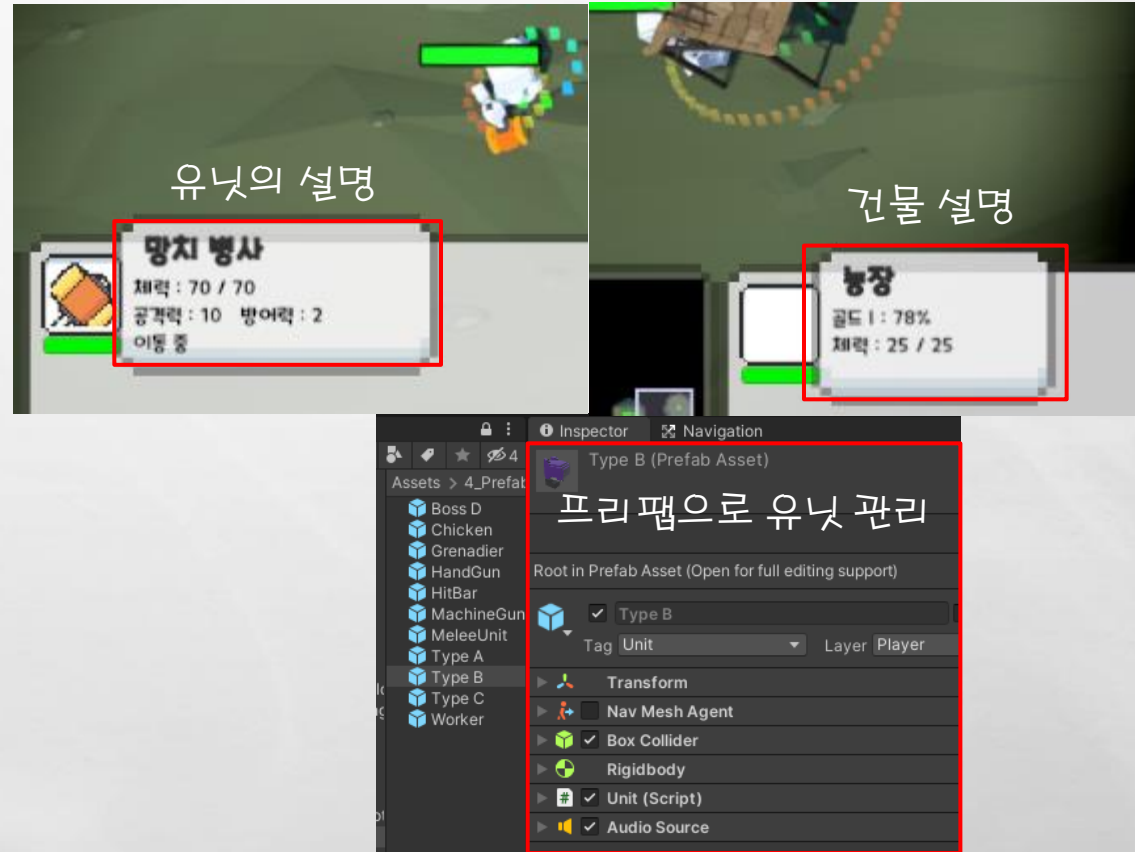 유닛의 설명
망치 병사
체력 : 70 / 70
공격력 : 10 방어력 : 2
이동 중
건물 설명
농장
골드 I : 78%
체력 : 25 / 25
4
Assets > 4_Prefab
Boss D
Chicken
Grenadier
HandGun
HitBar
MachineGun
MeleeUnit
Type A
Type B
Type C
Worker
Inspector Navigation
Type B (Prefab Asset)
프리팹으로 유닛 관리
Root in Prefab Asset (Open for full editing support)
Type B
Tag Unit Layer Player
Transform
Nav Mesh Agent
Box Collider
Rigidbody
# Unit (Script)
Audio Source